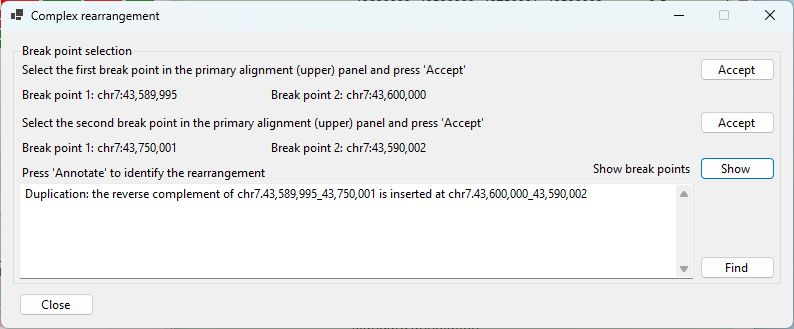 Complex rearrangement
Break point selection
Select the first break point in the primary alignment (upper) panel and press 'Accept'
Accept
Break point 1: chr7:43,589,995
Break point 2: chr7:43,600,000
Select the second break point in the primary alignment (upper) panel and press 'Accept'
Accept
Break point 1: chr7:43,750,001
Break point 2: chr7:43,590,002
Press 'Annotate' to identify the rearrangement
Show break points
Show
Duplication: the reverse complement of chr7.43,589,995_43,750,001 is inserted at chr7.43,600,000_43,590,002
Find
Close